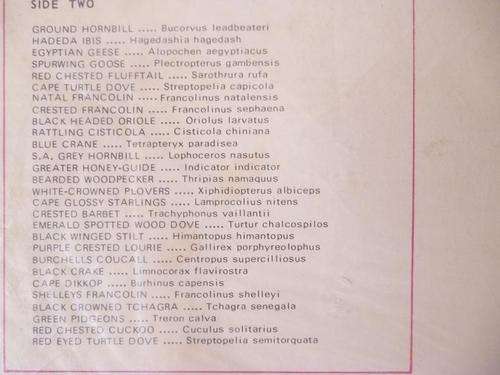 SIDE TWO
GROUND HORNBILL ..... Bucorvus leadbeateri
HADEDA IBIS ..... Hagedashia hagedash
EGYPTIAN GEESE ..... Alopochen aegyptiacus
SPURWING GOOSE ..... Plectropterus gambensis
RED CHESTED FLUFFTAIL ..... Sarothrura rufa
CAPE TURTLE DOVE ..... Streptopelia capicola
NATAL FRANCOLIN ..... Francolinus natalensis
CRESTED FRANCOLIN ..... Francolinus sephaena
BLACK HEADED ORIOLE ..... Oriolus larvatus
RATTLING CISTICOLA ..... Cisticola chiniana
BLUE CRANE ..... Tetrapteryx paradisea
S.A. GREY HORNBILL ..... Lophoceros nasutus
GREATER HONEY-GUIDE ..... Indicator indicator
BEARDED WOODPECKER ..... Thripias namaquus
WHITE-CROWNED PLOVERS ..... Xiphidiopterus albiceps
CAPE GLOSSY STARLINGS ..... Lamprocolius nitens
CRESTED BARBET ..... Trachyphonus vaillantii
EMERALD SPOTTED WOOD DOVE ..... Turtur chalcospilos
BLACK WINGED STILT ..... Himantopus himantopus
PURPLE CRESTED LOURIE ..... Gallirex porphyreolophus
BURCHELLS COUCALL ..... Centropus supercilliosus
BLACK CRAKE ..... Limnocorax flavirostra
CAPE DIKKOP ..... Burhinus capensis
SHELLEYS FRANCOLIN ..... Francolinus shelleyi
BLACK CROWNED TCHAGRA ..... Tchagra senegala
GREEN PIDGEONS ..... Treron calva
RED CHESTED CUCKOO ..... Cuculus solitarius
RED EYED TURTLE DOVE ..... Streptopelia semitorquata